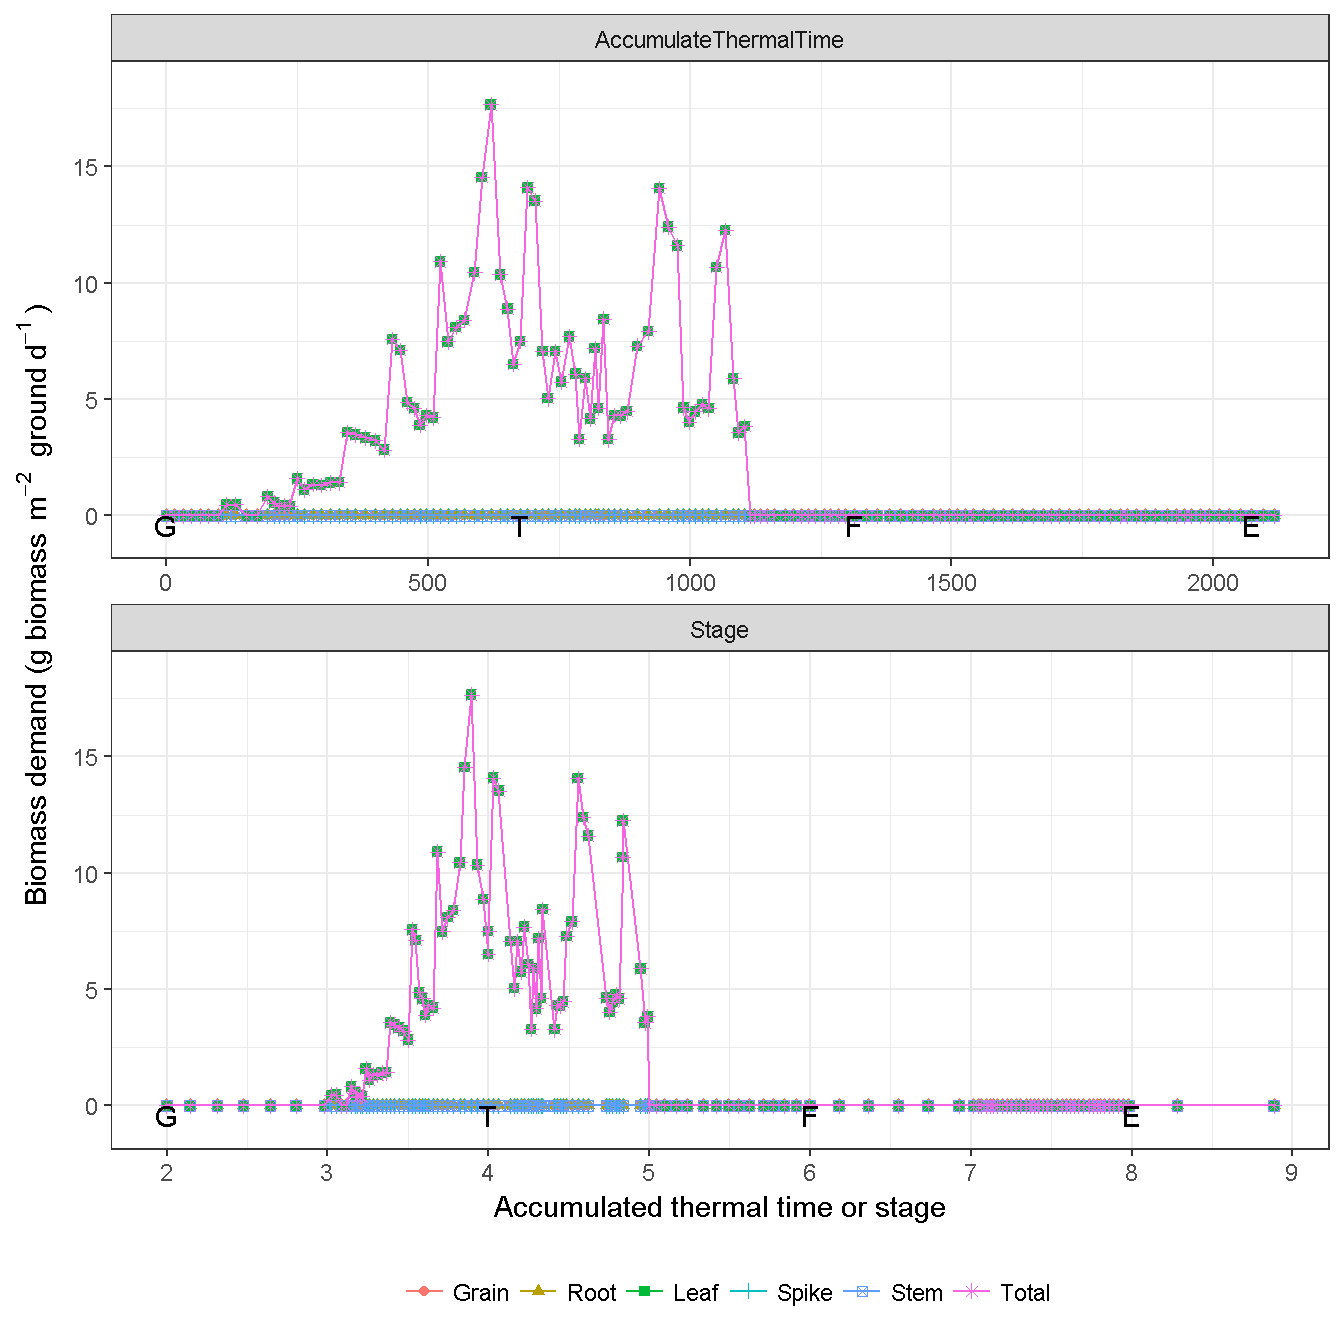 AccumulateThermalTime
15
10
5
0
G T F E
0 500 1000 1500 2000
Stage
15
10
5
0
G T F E
2 3 4 5 6 7 8 9
Biomass demand (g biomass m⁻² ground d⁻¹)
Accumulated thermal time or stage
Grain Root Leaf Spike Stem Total